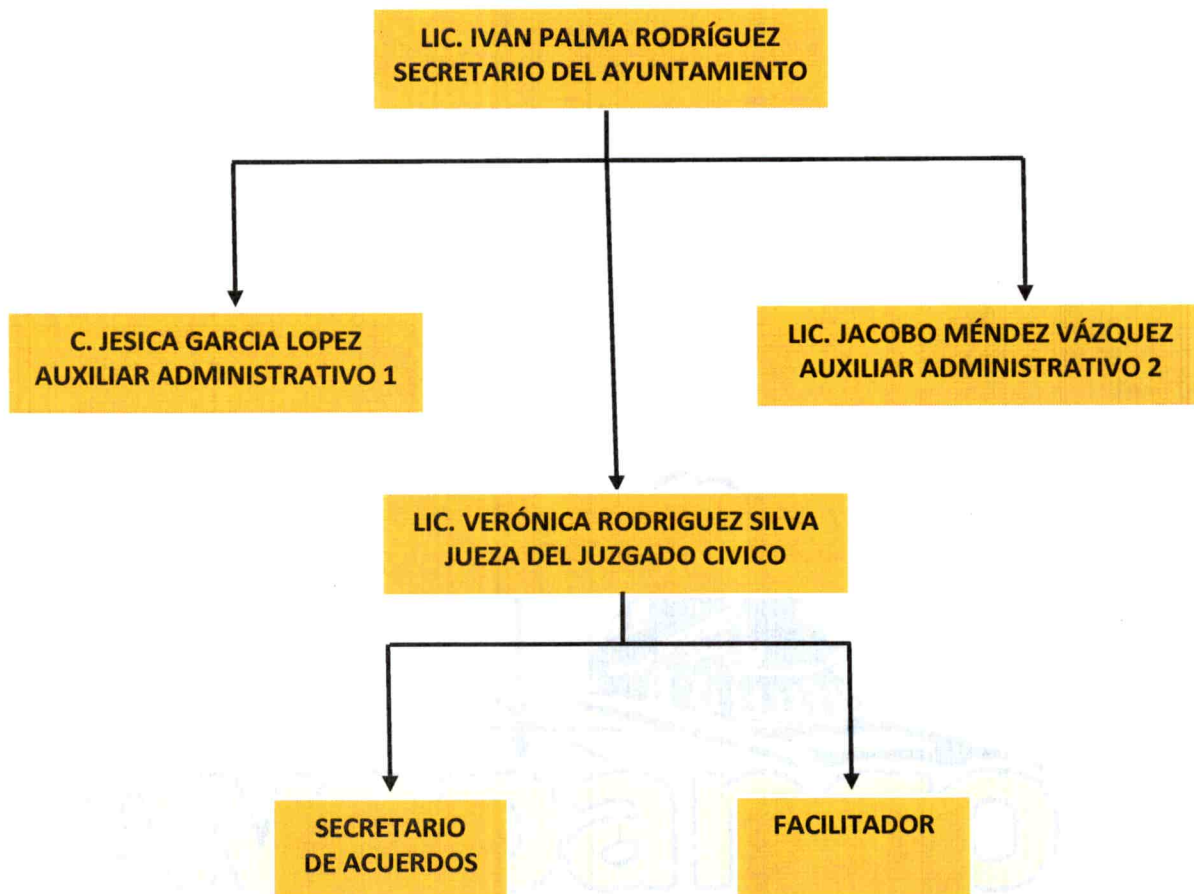 LIC. IVAN PALMA RODRÍGUEZ
SECRETARIO DEL AYUNTAMIENTO
C. JESICA GARCIA LOPEZ
AUXILIAR ADMINISTRATIVO 1
LIC. JACOBO MÉNDEZ VÁZQUEZ
AUXILIAR ADMINISTRATIVO 2
LIC. VERÓNICA RODRIGUEZ SILVA
JUEZA DEL JUZGADO CIVICO
SECRETARIO
DE ACUERDOS
FACILITADOR